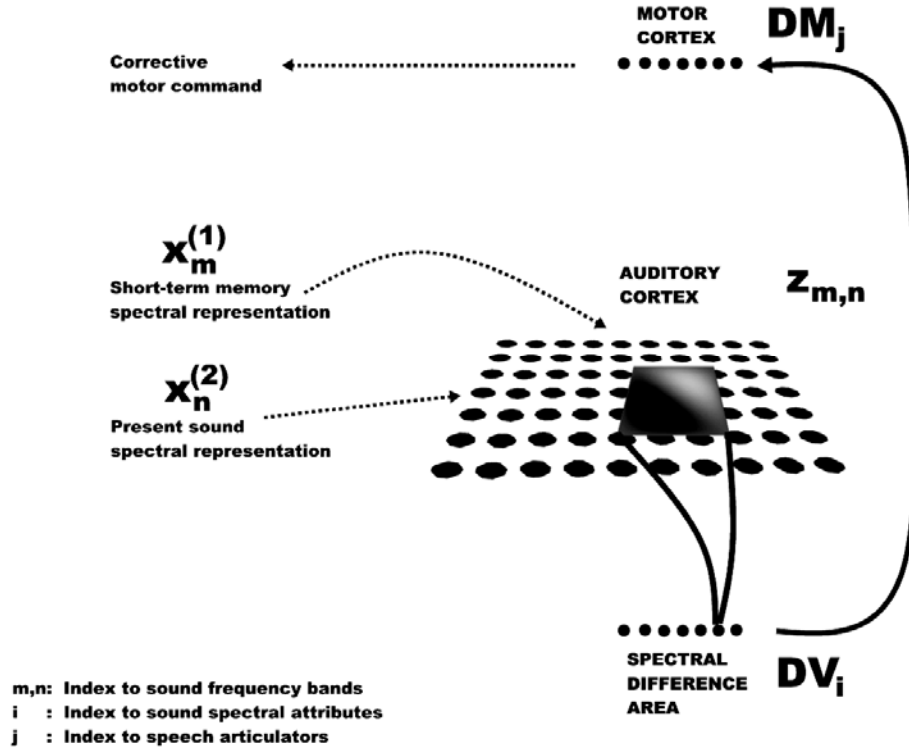 MOTOR
CORTEX
DMj
Corrective
motor command
xm(1)
Short-term memory
spectral representation
AUDITORY
CORTEX
zm,n
xn(2)
Present sound
spectral representation
SPECTRAL
DIFFERENCE
AREA
DVi
m,n: Index to sound frequency bands
i : Index to sound spectral attributes
j : Index to speech articulators